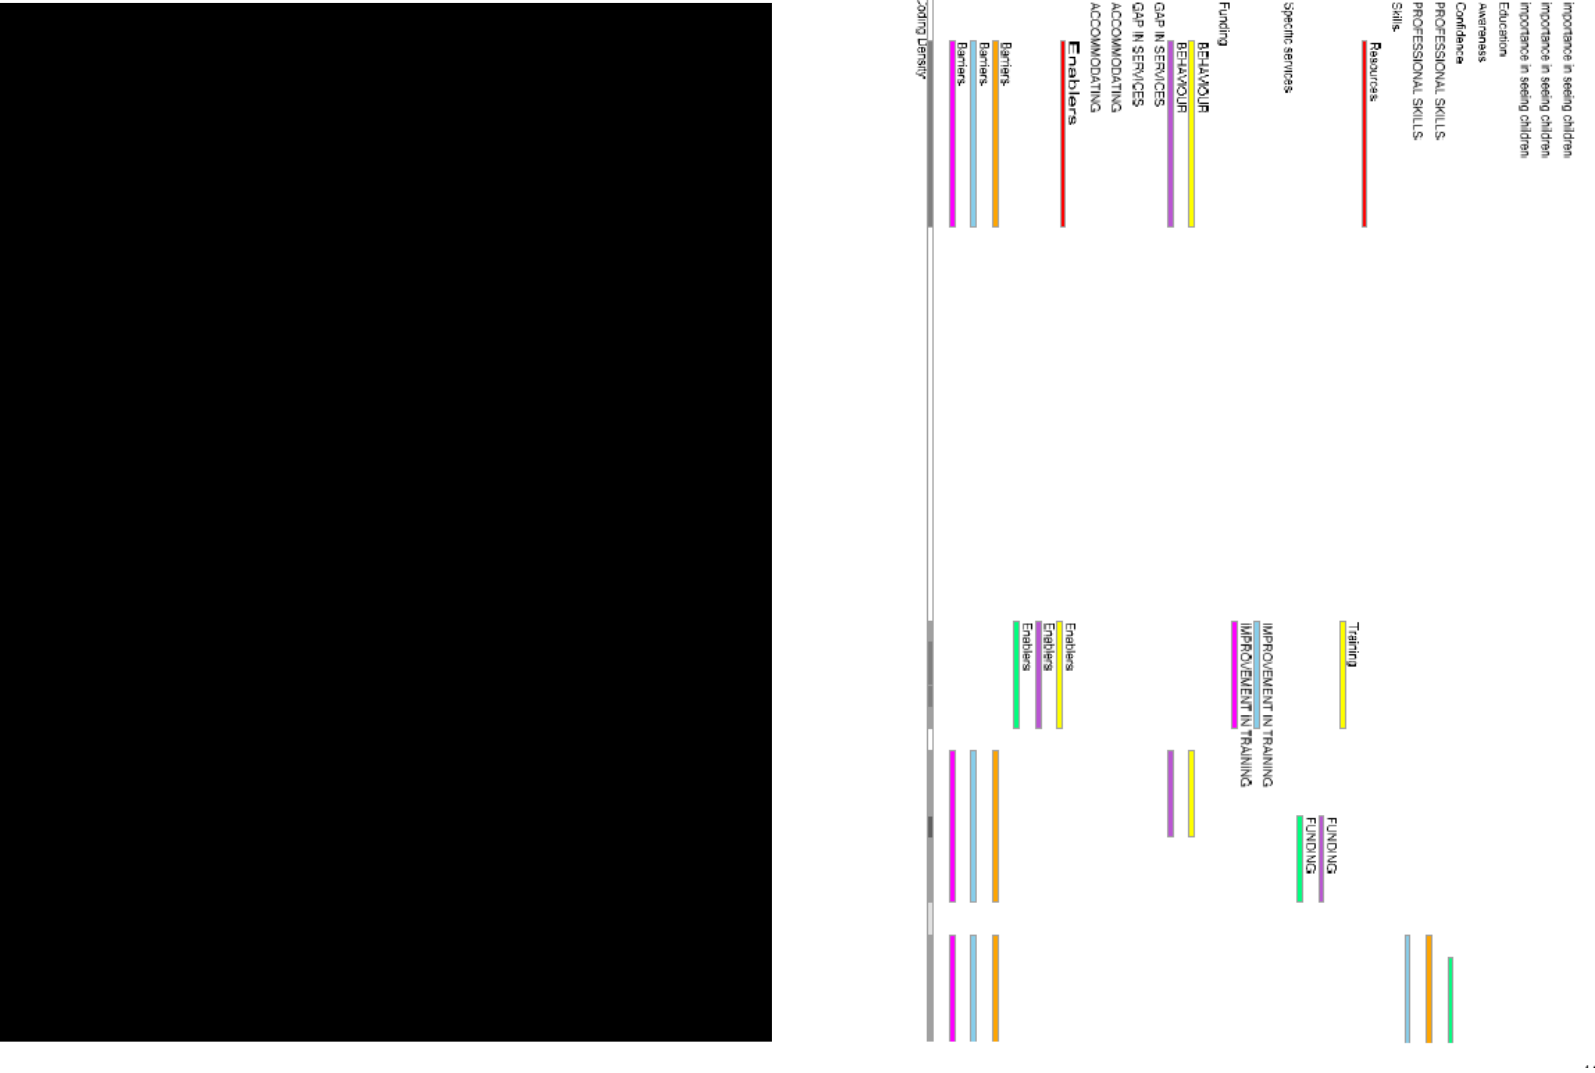 Coding Density
Barriers
Barriers
Barriers
Enablers
Enablers
Enablers
Enablers
ACCOMMODATING
ACCOMMODATING
GAP IN SERVICES
GAP IN SERVICES
BEHAVIOUR
BEHAVIOUR
Funding
IMPROVEMENT IN TRAINING
IMPROVEMENT IN TRAINING
Specific services
FUNDING
FUNDING
Training
Resources
Skills
PROFESSIONAL SKILLS
PROFESSIONAL SKILLS
Confidence
Awareness
Education
importance in seeing children
importance in seeing children
importance in seeing children